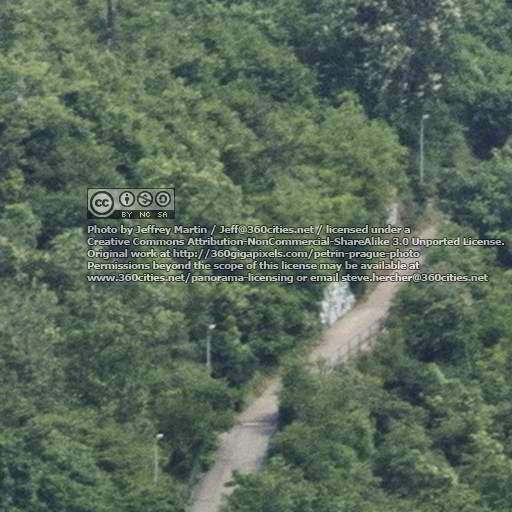 cc BY NC SA
Photo by Jeffrey Martin / Jeff@360cities.net / licensed under a
Creative Commons Attribution-NonCommercial-ShareAlike 3.0 Unported License.
Original work at http://360gigapixels.com/petrin-prague-photo
Permissions beyond the scope of this license may be available at
www.360cities.net/panorama-licensing or email steve.hercher@360cities.net